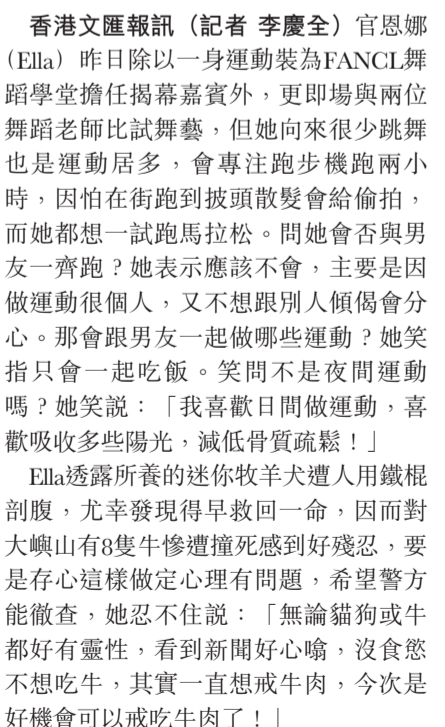 香港文匯報訊（記者 李慶全）官恩娜
（Ella）昨日除以一身運動裝為FANCL舞
蹈學堂擔任揭幕嘉賓外，更即場與兩位
舞蹈老師比試舞藝，但她向來很少跳舞
也是運動居多，會專注跑步機跑兩小
時，因怕在街跑到披頭散髮會給偷拍，
而她都想一試跑馬拉松。問她會否與男
友一齊跑？她表示應該不會，主要是因
做運動很個人，又不想跟別人傾偈會分
心。那會跟男友一起做哪些運動？她笑
指只會一起吃飯。笑問不是夜間運動
嗎？她笑説：「我喜歡日間做運動，喜
歡吸收多些陽光，減低骨質疏鬆！」
Ella透露所養的迷你牧羊犬遭人用鐵棍
剖腹，尤幸發現得早救回一命，因而對
大嶼山有8隻牛慘遭撞死感到好殘忍，要
是存心這樣做定心理有問題，希望警方
能徹查，她忍不住説：「無論貓狗或牛
都好有靈性，看到新聞好心噏，沒食慾
不想吃牛，其實一直想戒牛肉，今次是
好機會可以戒吃牛肉了！」